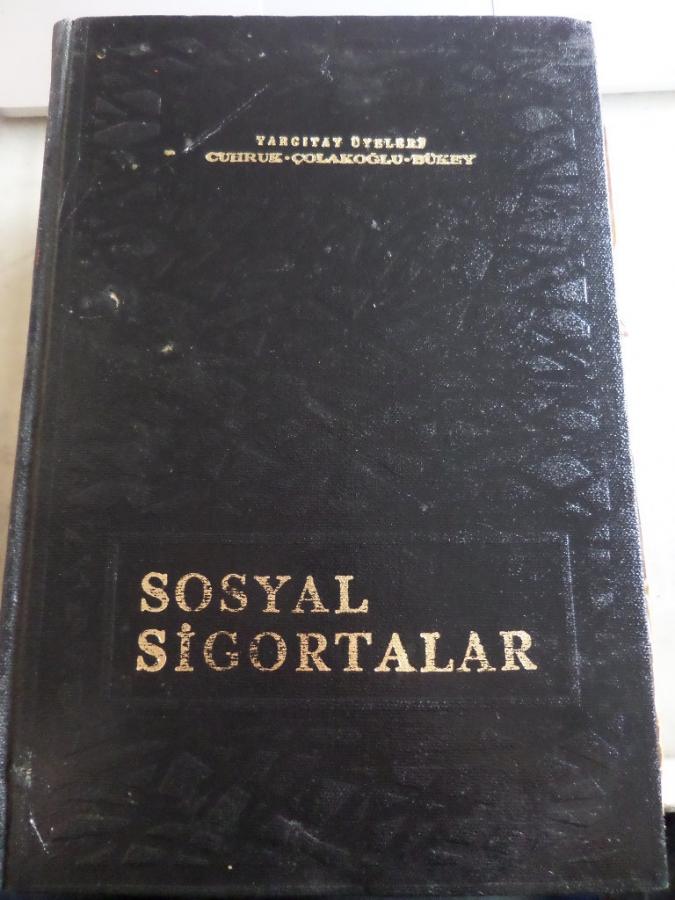 YARGITAY ÜYELERİ
CUHRUK·ÇOLAKOĞLU·BÜKEY
SOSYAL
SİGORTALAR